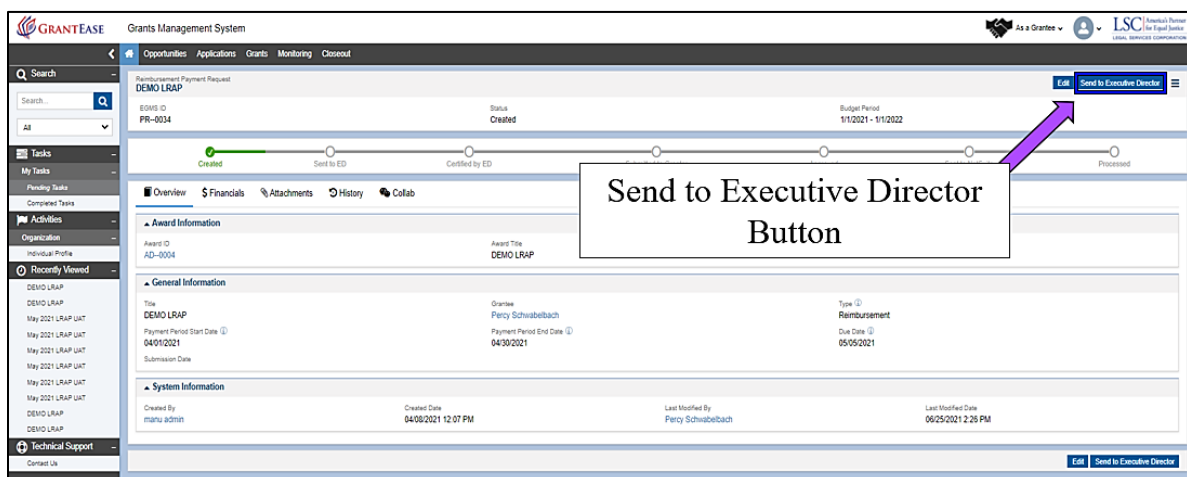 GRANTEASE Grants Management System As a Grantee LSC America's Partner for Equal Justice LEGAL SERVICES CORPORATION
Opportunities Applications Grants Monitoring Closeout
Search
Search...
All
Tasks
My Tasks
Pending Tasks
Completed Tasks
Activities
Organization
Individual Profile
Recently Viewed
DEMO LRAP
DEMO LRAP
May 2021 LRAP UAT
May 2021 LRAP UAT
May 2021 LRAP UAT
May 2021 LRAP UAT
May 2021 LRAP UAT
May 2021 LRAP UAT
DEMO LRAP
DEMO LRAP
Technical Support
Contact Us
Reimbursement Payment Request
DEMO LRAP
Edit Send to Executive Director
EGMS ID Status Budget Period
PR--0034 Created 1/1/2021 - 1/1/2022
Created Sent to ED Certified by ED Processed
Send to Executive Director
Button
Overview $ Financials Attachments History Collab
Award Information
Award ID Award Title
AD--0004 DEMO LRAP
General Information
Title Grantee Type
DEMO LRAP Percy Schwabelbach Reimbursement
Payment Period Start Date Payment Period End Date Due Date
04/01/2021 04/30/2021 05/05/2021
Submission Date
System Information
Created By Created Date Last Modified By Last Modified Date
manu admin 04/08/2021 12:07 PM Percy Schwabelbach 06/25/2021 2:26 PM
Edit Send to Executive Director